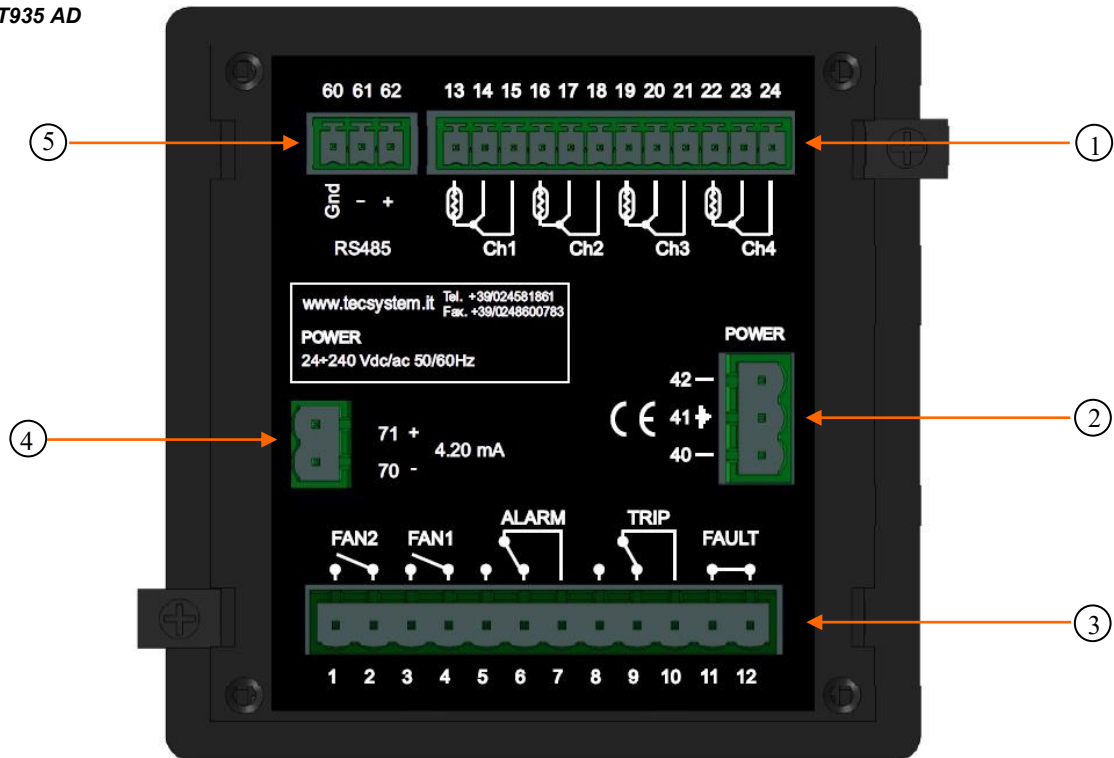 T935 AD
60 61 62
13 14 15 16 17 18 19 20 21 22 23 24
5
1
Gnd - +
RS485
Ch1 Ch2 Ch3 Ch4
www.tecsystem.it Tel. +39/024581861
Fax. +39/0248600783
POWER
24÷240 Vdc/ac 50/60Hz
POWER
42
CE 41
40
2
4
71 +
4.20 mA
70 -
FAN2 FAN1 ALARM TRIP FAULT
3
1 2 3 4 5 6 7 8 9 10 11 12